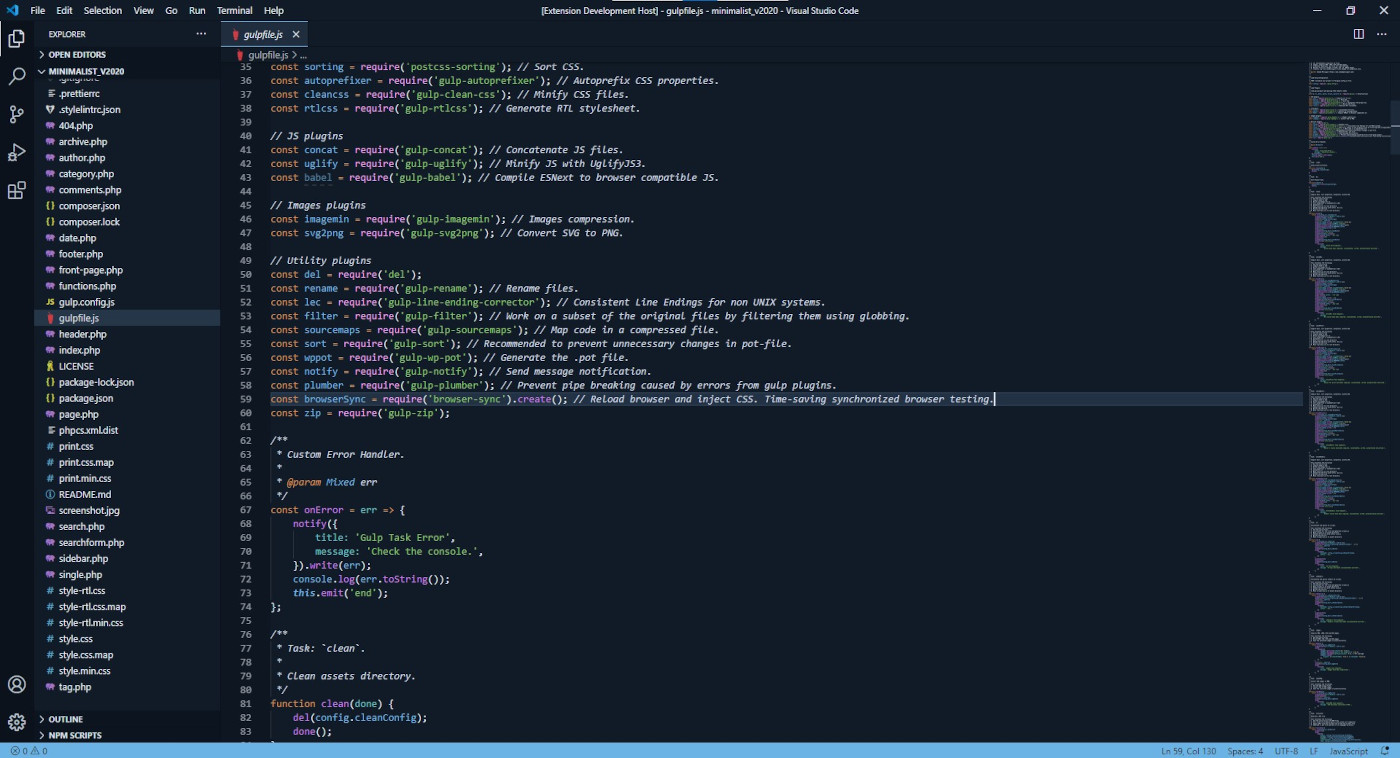 File Edit Selection View Go Run Terminal Help
[Extension Development Host] - gulpfile.js - minimalist_v2020 - Visual Studio Code
EXPLORER
OPEN EDITORS
MINIMALIST_V2020
.prettierrc
.stylelintrc.json
404.php
archive.php
author.php
category.php
comments.php
composer.json
composer.lock
date.php
footer.php
front-page.php
functions.php
JS gulp.config.js
gulpfile.js
header.php
index.php
LICENSE
package-lock.json
package.json
page.php
phpcs.xml.dist
# print.css
# print.css.map
# print.min.css
README.md
screenshot.jpg
search.php
searchform.php
sidebar.php
single.php
# style-rtl.css
# style-rtl.css.map
# style-rtl.min.css
# style.css
# style.css.map
# style.min.css
tag.php
OUTLINE
NPM SCRIPTS
gulpfile.js
gulpfile.js > ...
35 const sorting = require('postcss-sorting'); // Sort CSS.
36 const autoprefixer = require('gulp-autoprefixer'); // Autoprefix CSS properties.
37 const cleancss = require('gulp-clean-css'); // Minify CSS files.
38 const rtlcss = require('gulp-rtlcss'); // Generate RTL stylesheet.
39
40 // JS plugins
41 const concat = require('gulp-concat'); // Concatenate JS files.
42 const uglify = require('gulp-uglify'); // Minify JS with UglifyJS3.
43 const babel = require('gulp-babel'); // Compile ESNext to browser compatible JS.
44
45 // Images plugins
46 const imagemin = require('gulp-imagemin'); // Images compression.
47 const svg2png = require('gulp-svg2png'); // Convert SVG to PNG.
48
49 // Utility plugins
50 const del = require('del');
51 const rename = require('gulp-rename'); // Rename files.
52 const lec = require('gulp-line-ending-corrector'); // Consistent Line Endings for non UNIX systems.
53 const filter = require('gulp-filter'); // Work on a subset of the original files by filtering them using globbing.
54 const sourcemaps = require('gulp-sourcemaps'); // Map code in a compressed file.
55 const sort = require('gulp-sort'); // Recommended to prevent unnecessary changes in pot-file.
56 const wppot = require('gulp-wp-pot'); // Generate the .pot file.
57 const notify = require('gulp-notify'); // Send message notification.
58 const plumber = require('gulp-plumber'); // Prevent pipe breaking caused by errors from gulp plugins.
59 const browserSync = require('browser-sync').create(); // Reload browser and inject CSS. Time-saving synchronized browser testing.
60 const zip = require('gulp-zip');
61
62 /**
63 * Custom Error Handler.
64 *
65 * @param Mixed err
66 */
67 const onError = err => {
68 notify({
69 title: 'Gulp Task Error',
70 message: 'Check the console.',
71 }).write(err);
72 console.log(err.toString());
73 this.emit('end');
74 };
75
76 /**
77 * Task: `clean`.
78 *
79 * Clean assets directory.
80 */
81 function clean(done) {
82 del(config.cleanConfig);
83 done();
0 0
Ln 59, Col 130 Spaces: 4 UTF-8 LF JavaScript